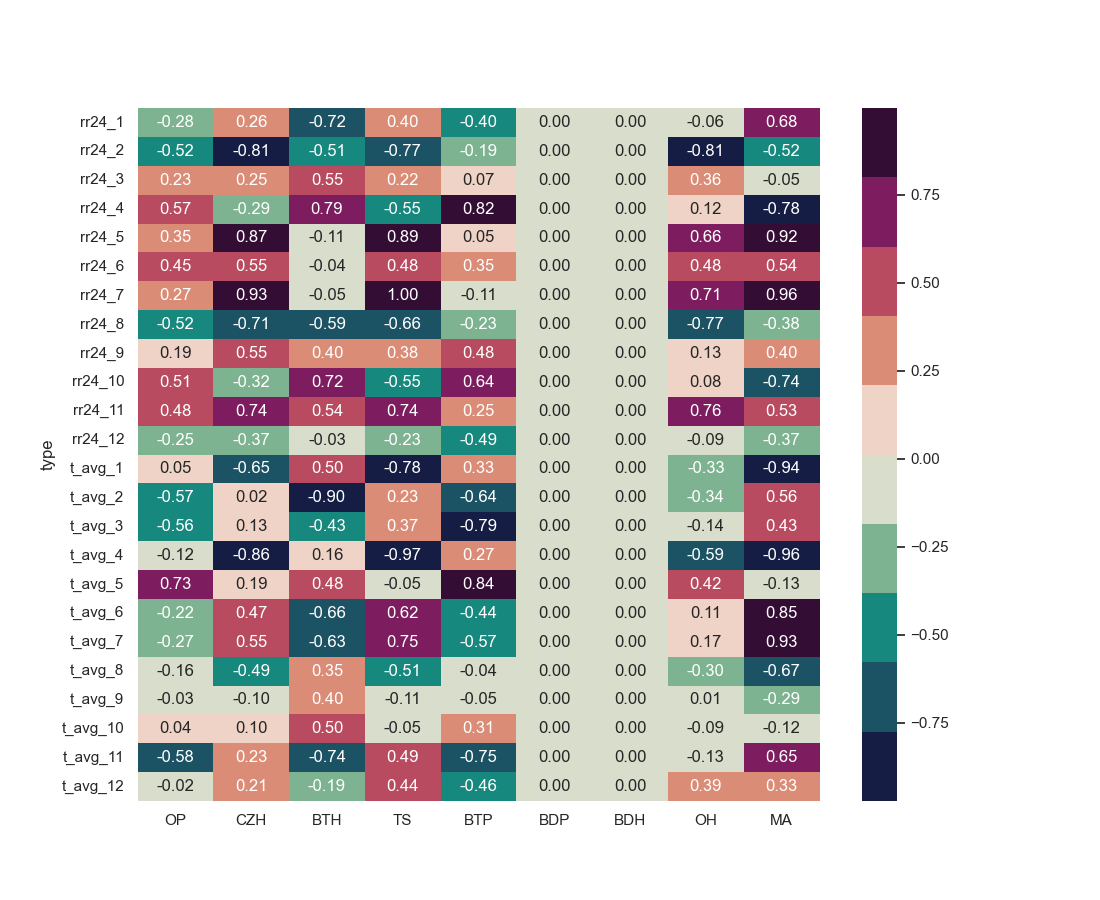 rr24_1 -0.28 0.26 -0.72 0.40 -0.40 0.00 0.00 -0.06 0.68
rr24_2 -0.52 -0.81 -0.51 -0.77 -0.19 0.00 0.00 -0.81 -0.52
rr24_3 0.23 0.25 0.55 0.22 0.07 0.00 0.00 0.36 -0.05
rr24_4 0.57 -0.29 0.79 -0.55 0.82 0.00 0.00 0.12 -0.78
rr24_5 0.35 0.87 -0.11 0.89 0.05 0.00 0.00 0.66 0.92
rr24_6 0.45 0.55 -0.04 0.48 0.35 0.00 0.00 0.48 0.54
rr24_7 0.27 0.93 -0.05 1.00 -0.11 0.00 0.00 0.71 0.96
rr24_8 -0.52 -0.71 -0.59 -0.66 -0.23 0.00 0.00 -0.77 -0.38
rr24_9 0.19 0.55 0.40 0.38 0.48 0.00 0.00 0.13 0.40
rr24_10 0.51 -0.32 0.72 -0.55 0.64 0.00 0.00 0.08 -0.74
rr24_11 0.48 0.74 0.54 0.74 0.25 0.00 0.00 0.76 0.53
rr24_12 -0.25 -0.37 -0.03 -0.23 -0.49 0.00 0.00 -0.09 -0.37
t_avg_1 0.05 -0.65 0.50 -0.78 0.33 0.00 0.00 -0.33 -0.94
t_avg_2 -0.57 0.02 -0.90 0.23 -0.64 0.00 0.00 -0.34 0.56
t_avg_3 -0.56 0.13 -0.43 0.37 -0.79 0.00 0.00 -0.14 0.43
t_avg_4 -0.12 -0.86 0.16 -0.97 0.27 0.00 0.00 -0.59 -0.96
t_avg_5 0.73 0.19 0.48 -0.05 0.84 0.00 0.00 0.42 -0.13
t_avg_6 -0.22 0.47 -0.66 0.62 -0.44 0.00 0.00 0.11 0.85
t_avg_7 -0.27 0.55 -0.63 0.75 -0.57 0.00 0.00 0.17 0.93
t_avg_8 -0.16 -0.49 0.35 -0.51 -0.04 0.00 0.00 -0.30 -0.67
t_avg_9 -0.03 -0.10 0.40 -0.11 -0.05 0.00 0.00 0.01 -0.29
t_avg_10 0.04 0.10 0.50 -0.05 0.31 0.00 0.00 -0.09 -0.12
t_avg_11 -0.58 0.23 -0.74 0.49 -0.75 0.00 0.00 -0.13 0.65
t_avg_12 -0.02 0.21 -0.19 0.44 -0.46 0.00 0.00 0.39 0.33
OP CZH BTH TS BTP BDP BDH OH MA
type
0.75
0.50
0.25
0.00
−0.25
−0.50
−0.75